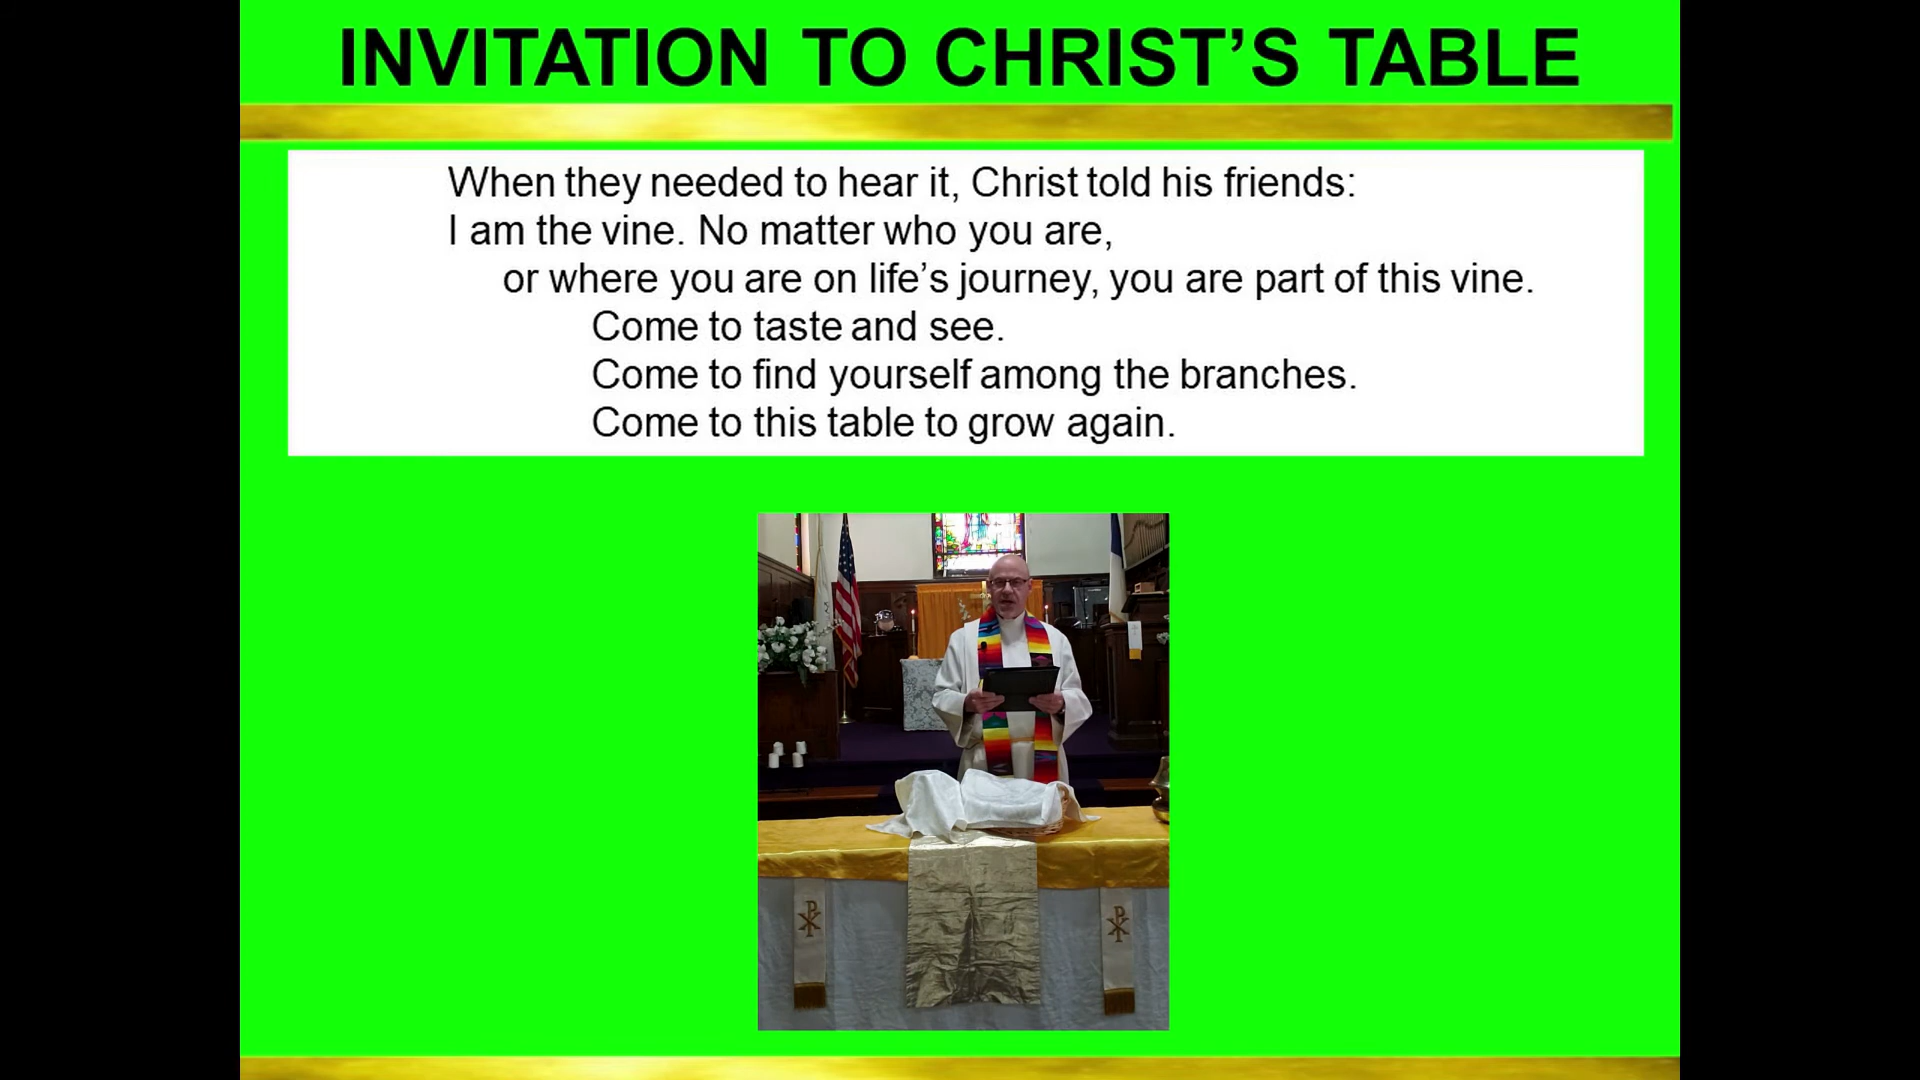 INVITATION TO CHRIST’S TABLE
When they needed to hear it, Christ told his friends:
I am the vine. No matter who you are,
or where you are on life’s journey, you are part of this vine.
Come to taste and see.
Come to find yourself among the branches.
Come to this table to grow again.